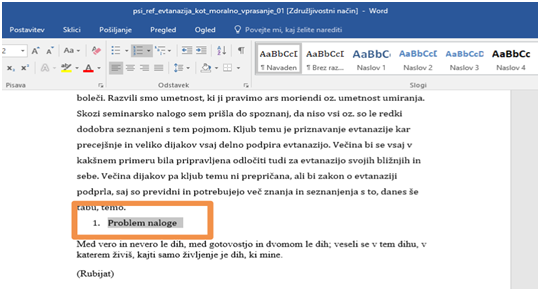 psi_ref_evtanazija_kot_moralno_vprasanje_01 [Združljivostni način] - Word
Postavitev Sklici Pošiljanje Pregled Ogled Povejte mi, kaj želite narediti
AaBbCcI AaBbCcDc AaBbCcD AaBbCcD AaBbCcD AaBbCcD
¶ Navaden ¶ Brez raz... Naslov 1 Naslov 2 Naslov 3 Naslov 4
Odstavek Slogi
boleči. Razvili smo umetnost, ki ji pravimo ars moriendi oz. umetnost umiranja.
Skozi seminarsko nalogo sem prišla do spoznanj, da niso vsi oz. so le redki
dodobra seznanjeni s tem pojmom. Kljub temu je priznavanje evtanazije kar
precejšnje in veliko dijakov vsaj delno podpira evtanazijo. Večina bi se vsaj v
kakšnem primeru bila pripravljena odločiti tudi za evtanazijo svojih bližnjih in
sebe. Večina dijakov pa kljub temu ni prepričana, ali bi zakon o evtanaziji
podprla, saj so previdni in potrebujejo več znanja in seznanjenja s to, danes še
tabu, temo.
1. Problem naloge
Med vero in nevero le dih, med gotovostjo in dvomom le dih; veseli se v tem dihu, v
katerem živiš, kajti samo življenje je dih, ki mine.
(Rubijat)